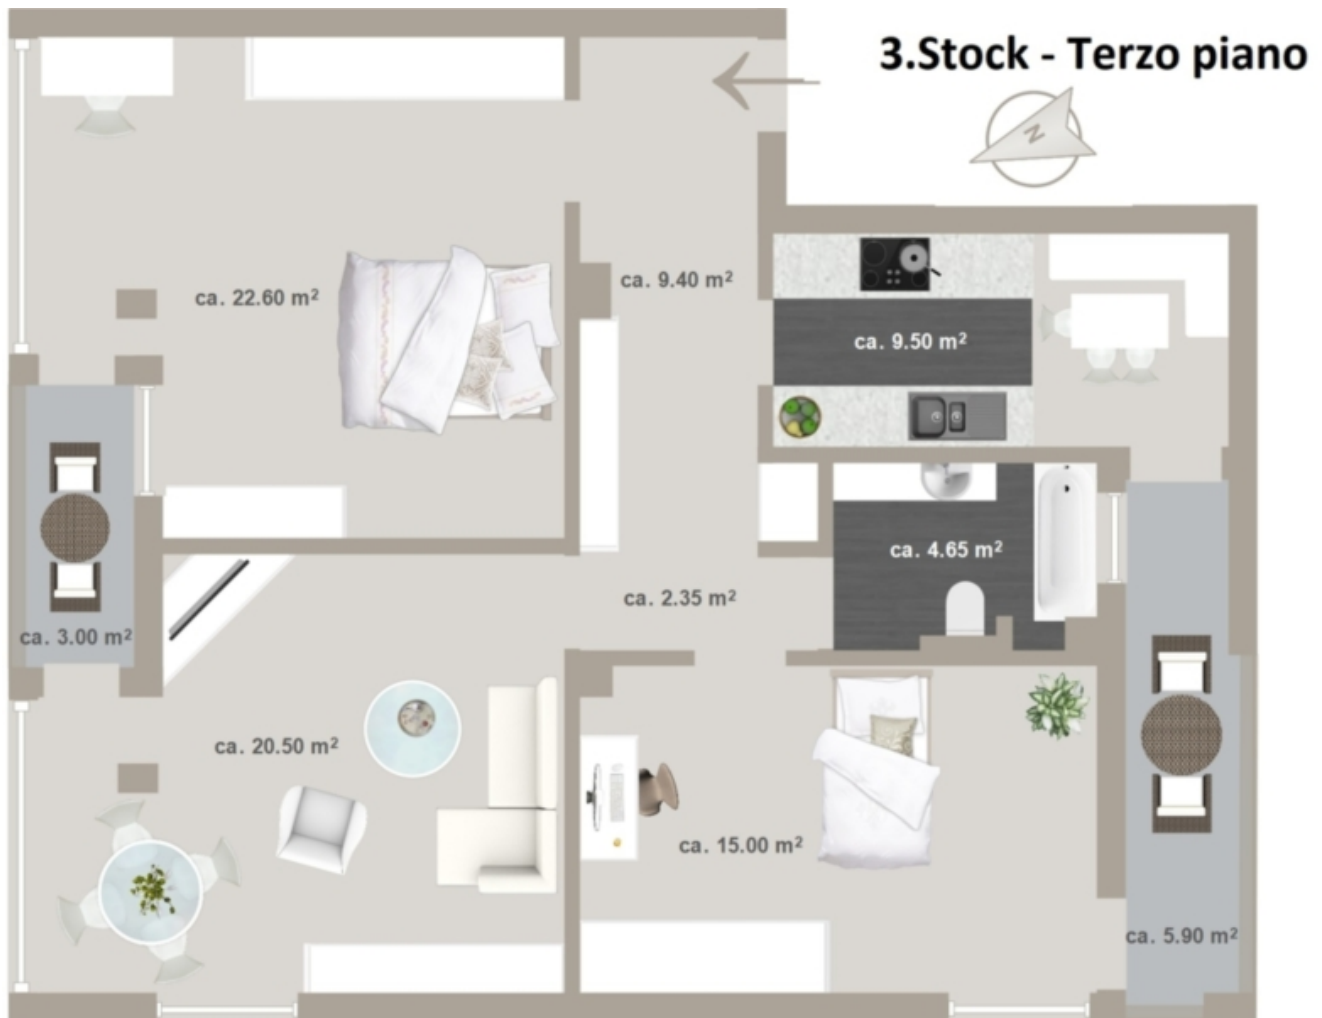 3.Stock - Terzo piano
N
ca. 22.60 m²
ca. 9.40 m²
ca. 9.50 m²
ca. 4.65 m²
ca. 2.35 m²
ca. 3.00 m²
ca. 20.50 m²
ca. 15.00 m²
ca. 5.90 m²